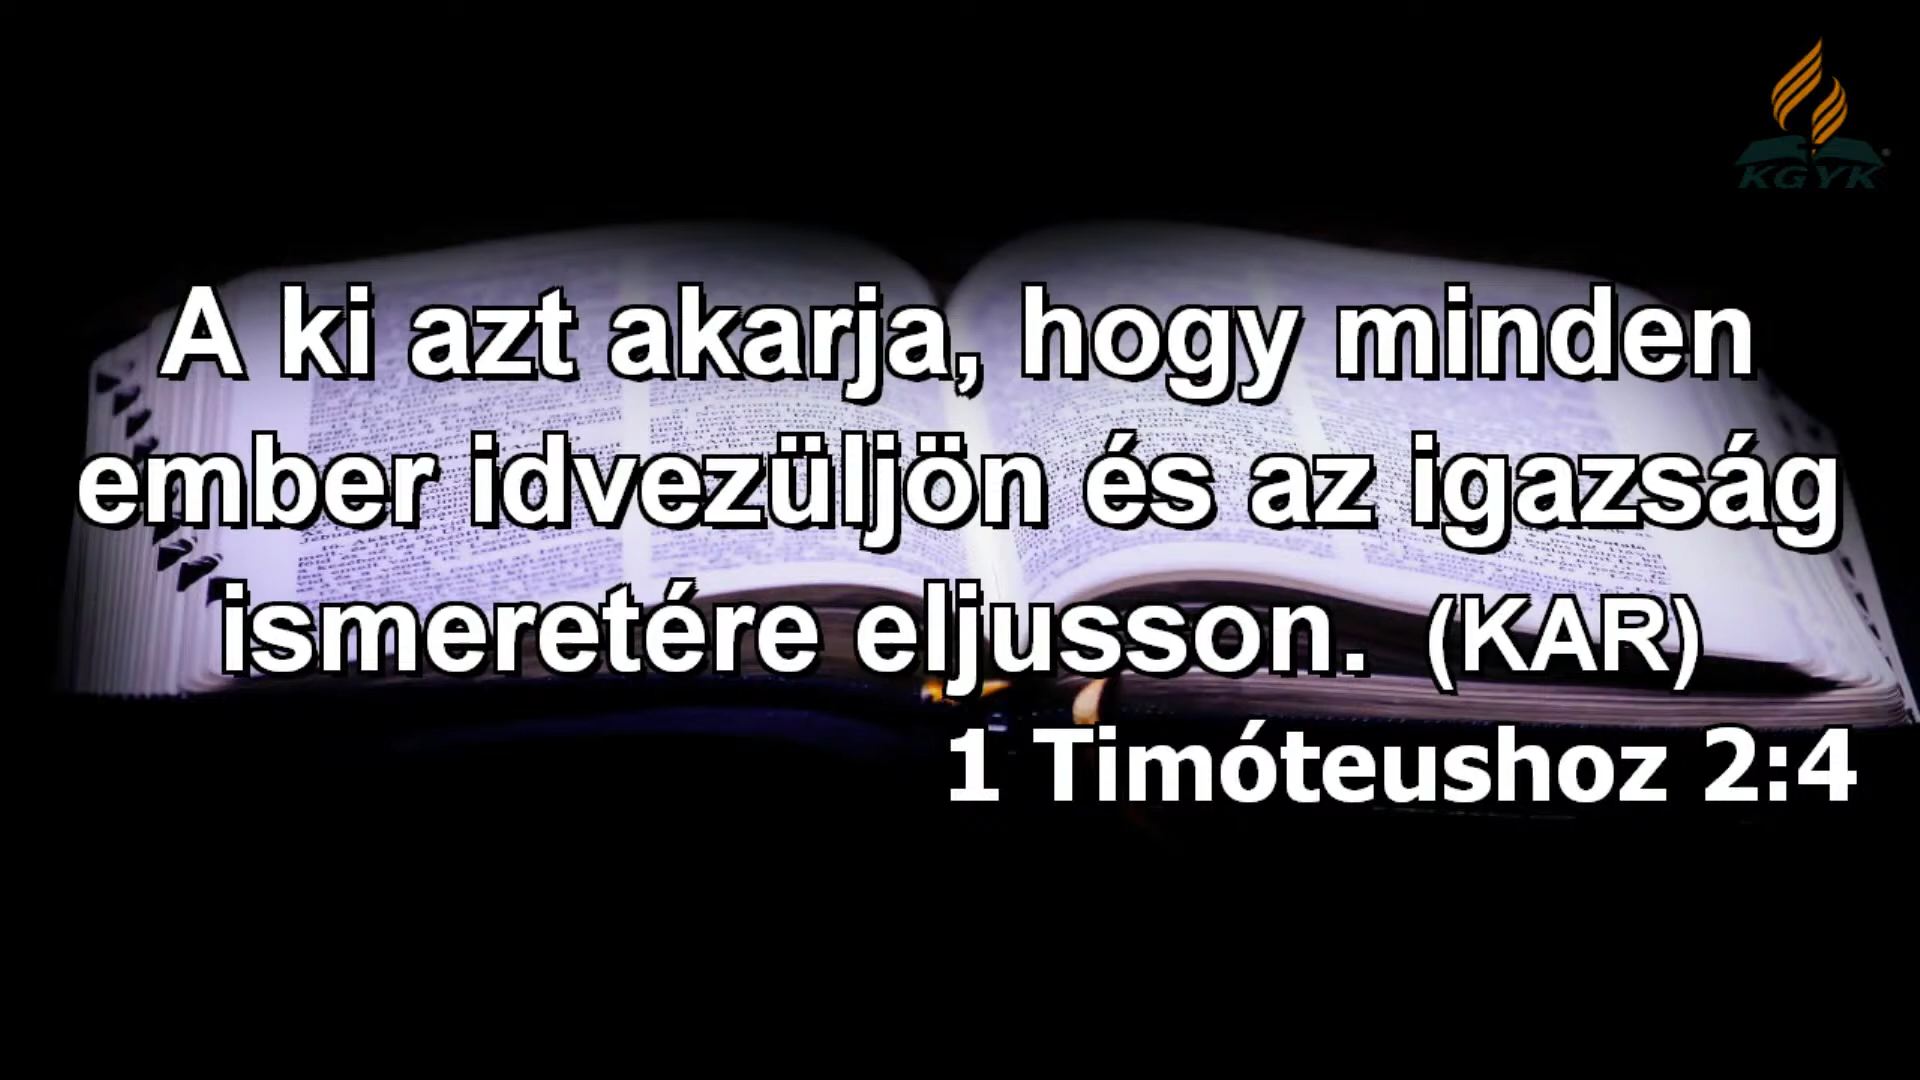 KGYK
A ki azt akarja, hogy minden
ember idvezüljön és az igazság
ismeretére eljusson. (KAR)
1 Timóteushoz 2:4